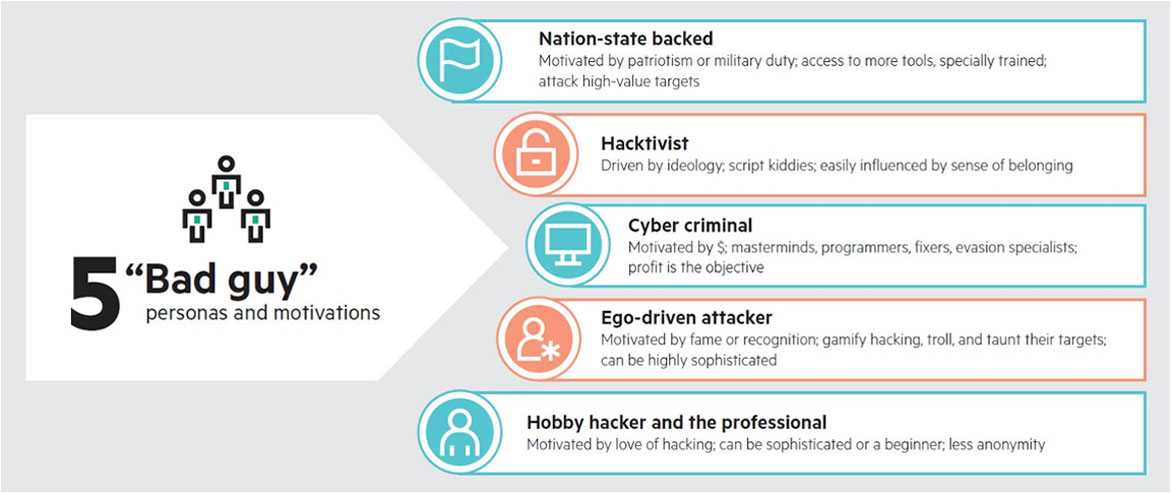 5 “Bad guy”
personas and motivations
Nation-state backed
Motivated by patriotism or military duty; access to more tools, specially trained;
attack high-value targets
Hacktivist
Driven by ideology; script kiddies; easily influenced by sense of belonging
Cyber criminal
Motivated by $; masterminds, programmers, fixers, evasion specialists;
profit is the objective
Ego-driven attacker
Motivated by fame or recognition; gamify hacking, troll, and taunt their targets;
can be highly sophisticated
Hobby hacker and the professional
Motivated by love of hacking; can be sophisticated or a beginner; less anonymity